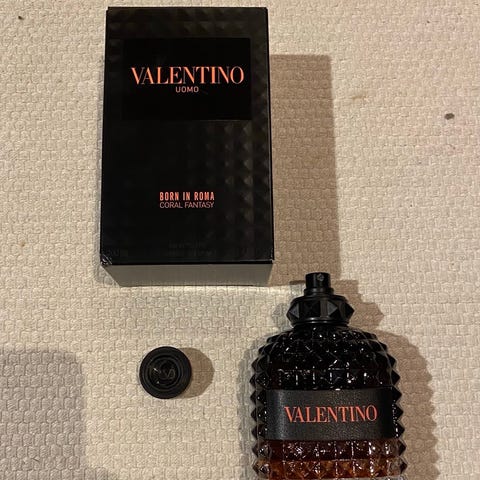 VALENTINO
UOMO
BORN IN ROMA
CORAL FANTASY
VALENTINO